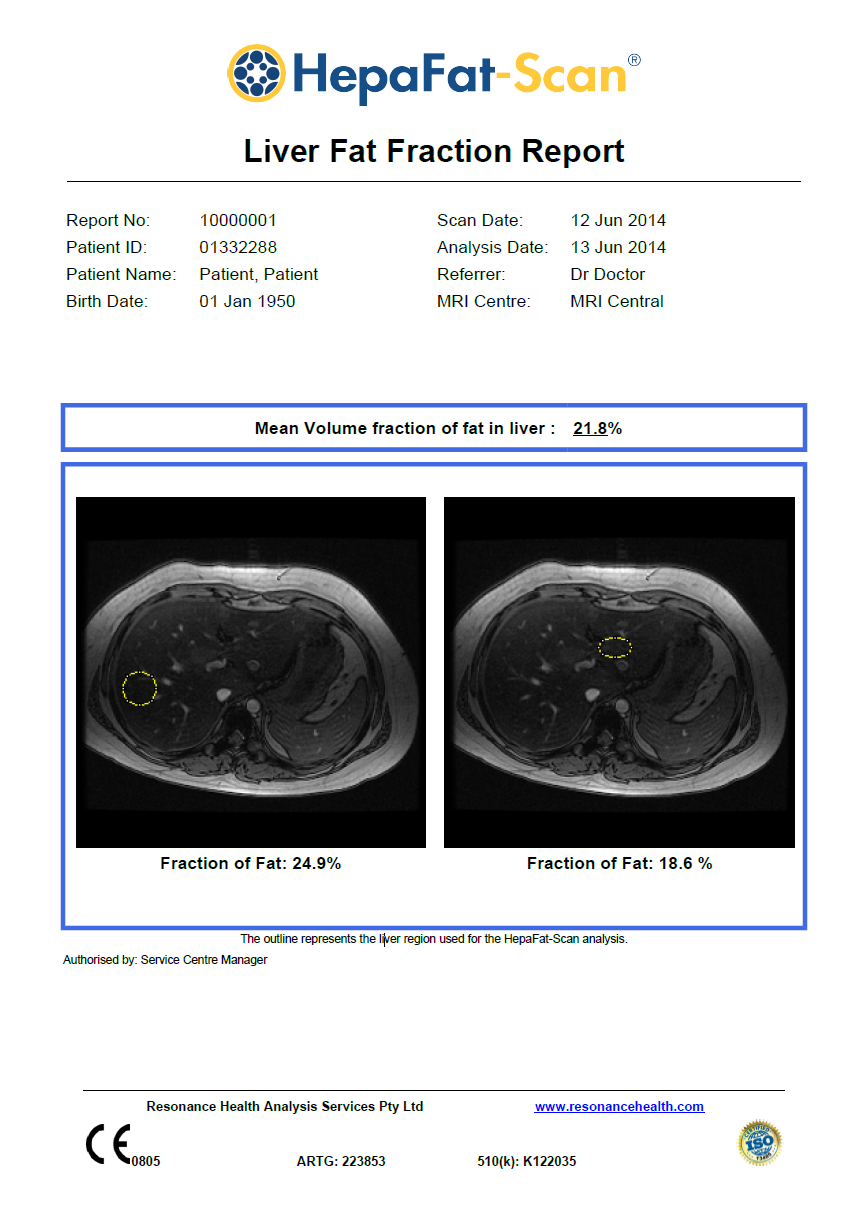 HepaFat-Scan®
Liver Fat Fraction Report
Report No: 10000001 Scan Date: 12 Jun 2014
Patient ID: 01332288 Analysis Date: 13 Jun 2014
Patient Name: Patient, Patient Referrer: Dr Doctor
Birth Date: 01 Jan 1950 MRI Centre: MRI Central
Mean Volume fraction of fat in liver : 21.8%
Fraction of Fat: 24.9% Fraction of Fat: 18.6 %
The outline represents the liver region used for the HepaFat-Scan analysis.
Authorised by: Service Centre Manager
Resonance Health Analysis Services Pty Ltd www.resonancehealth.com
CE 0805 ARTG: 223853 510(k): K122035
CERTIFIED
ISO